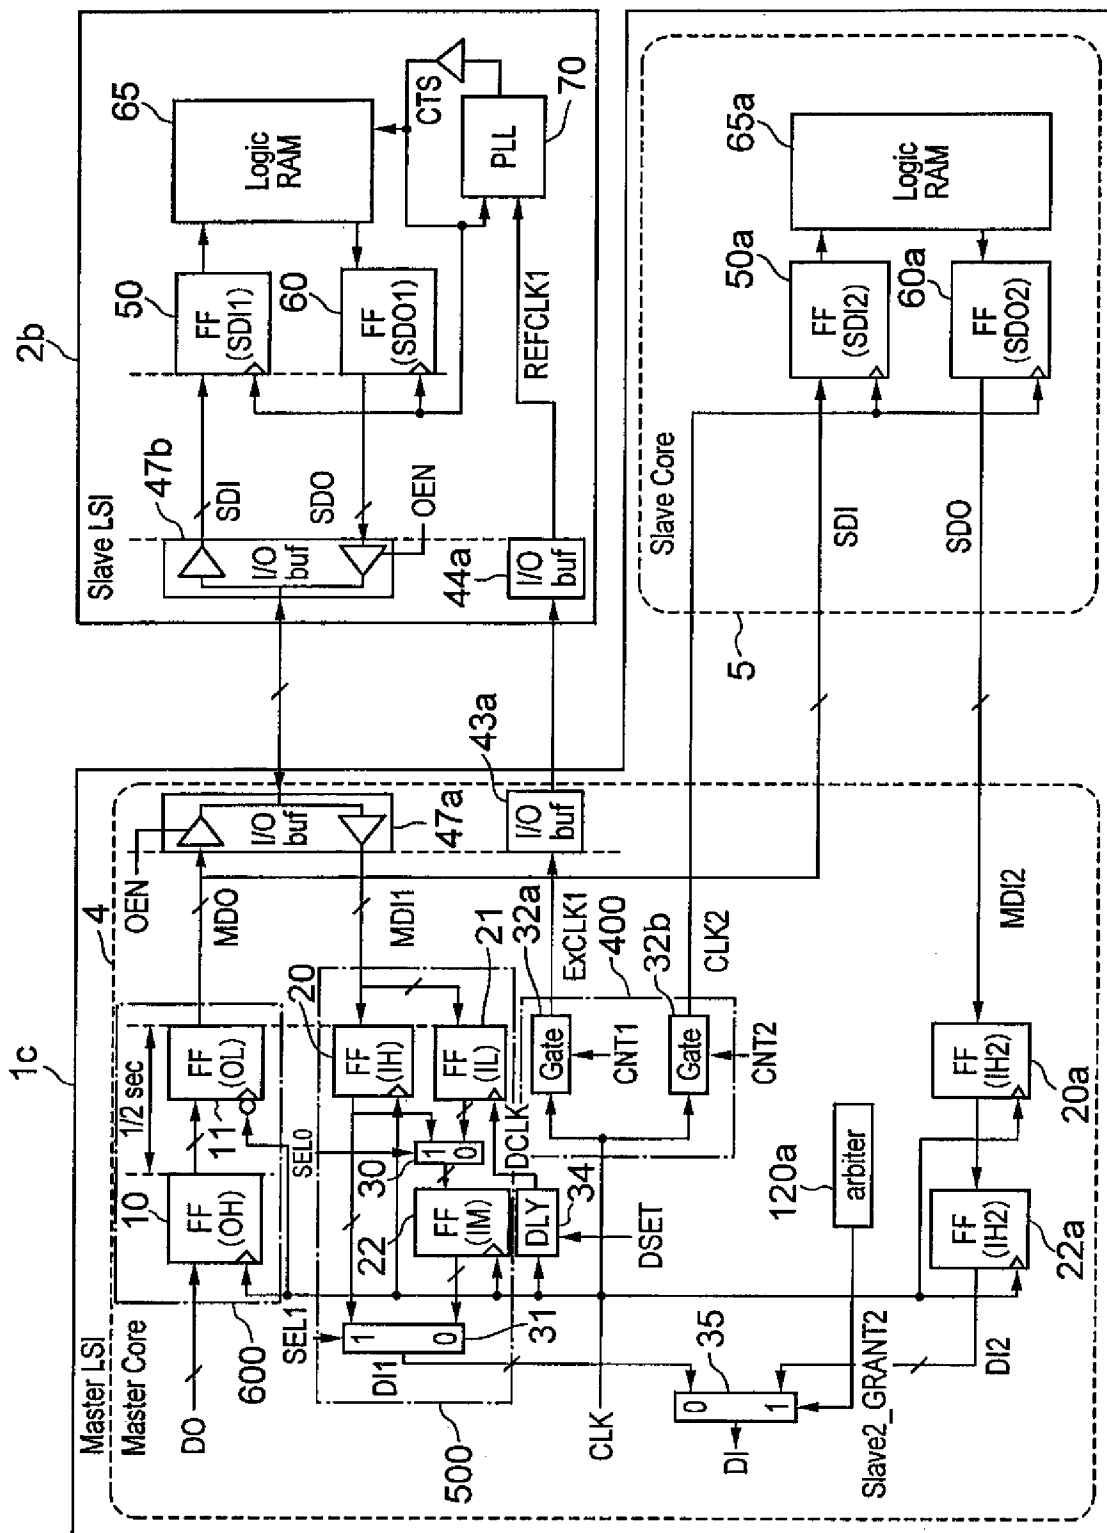 1c
Master LSI
Master Core
4
600
DO
10
FF
(OH)
1/2 sec
11
FF
(OL)
OEN
MDO
I/O
buf
47a
MDI1
500
SEL1
1
0
31
DI1
SEL0
30
1
0
22
FF
(IM)
20
FF
(IH)
21
FF
(IL)
DCLK
DLY
34
DSET
CLK
32a
Gate
CNT1
400
32b
Gate
CNT2
ExCLK1
CLK2
43a
I/O
buf
35
0
1
DI
Slave2_GRANT2
120a
arbiter
DI2
FF
(IH2)
22a
FF
(IH2)
20a
MDI2
2b
Slave LSI
47b
I/O
buf
SDI
SDO
OEN
44a
I/O
buf
REFCLK1
50
FF
(SDI1)
60
FF
(SDO1)
65
Logic
RAM
CTS
PLL
70
5
Slave Core
SDI
SDO
50a
FF
(SDI2)
60a
FF
(SDO2)
65a
Logic
RAM